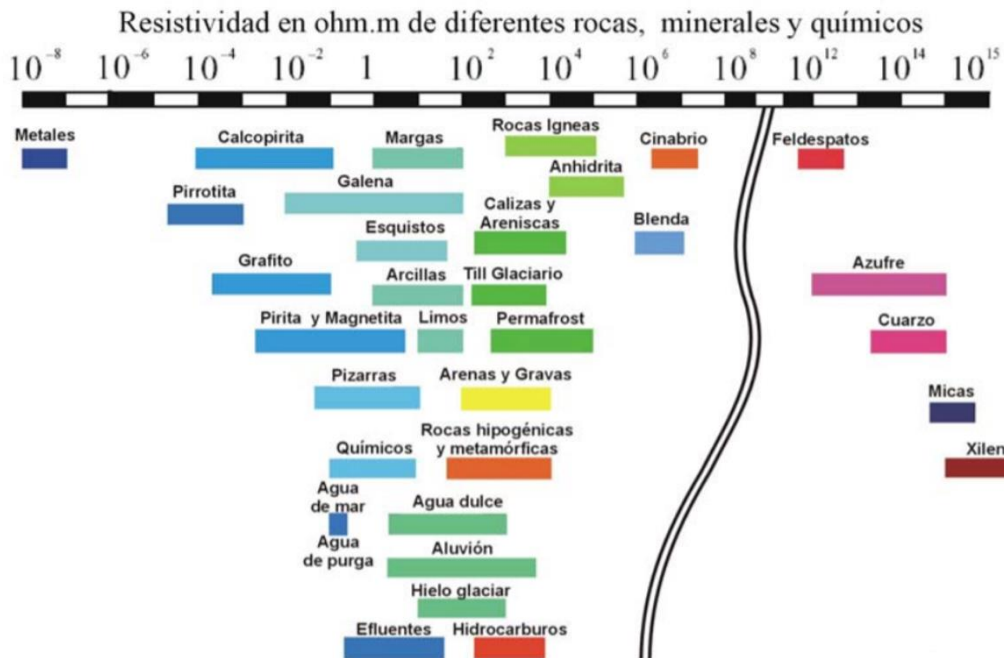 Resistividad en ohm.m de diferentes rocas, minerales y químicos
10⁻⁸ 10⁻⁶ 10⁻⁴ 10⁻² 1 10² 10⁴ 10⁶ 10⁸ 10¹² 10¹⁴ 10¹⁵
Metales Calcopirita Margas Rocas Igneas Cinabrio Feldespatos
Anhidrita
Pirrotita Galena
Calizas y
Areniscas
Blenda
Esquistos
Grafito Arcillas Till Glaciario Azufre
Pirita y Magnetita Limos Permafrost Cuarzo
Pizarras Arenas y Gravas Micas
Químicos
Rocas hipogénicas
y metamórficas
Xilen
Agua
de mar
Agua dulce
Agua
de purga
Aluvión
Hielo glaciar
Efluentes Hidrocarburos